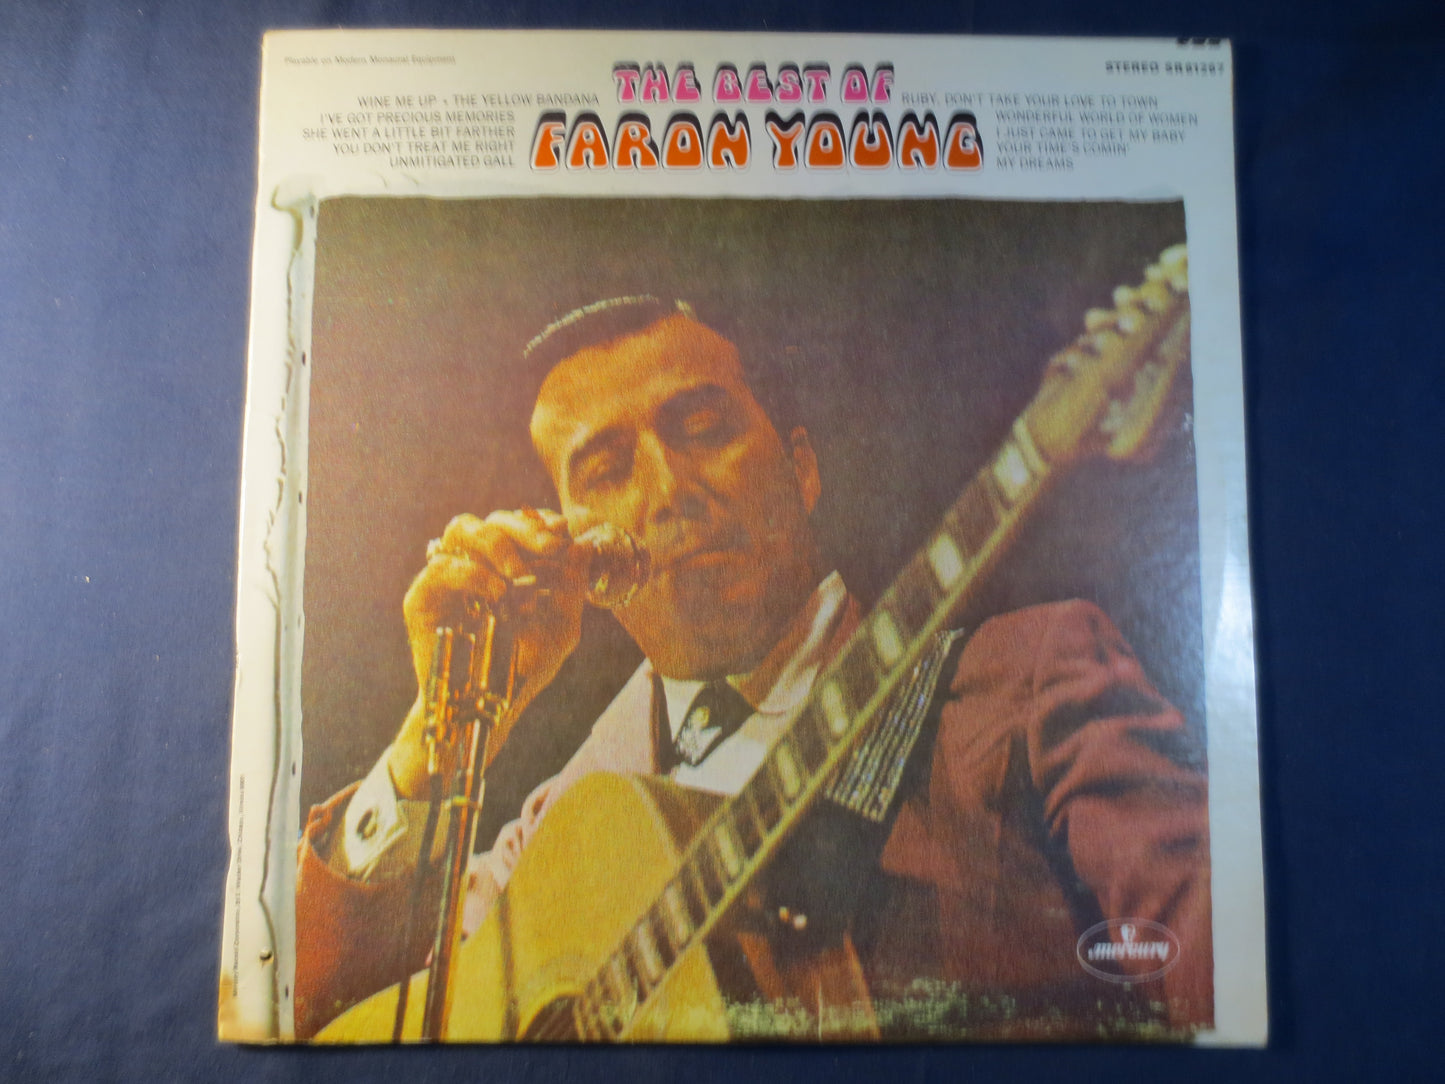 Playable on Modern Monaural Equipment
STEREO SR 61267
THE BEST OF
FARON YOUNG
WINE ME UP • THE YELLOW BANDANA
I'VE GOT PRECIOUS MEMORIES
SHE WENT A LITTLE BIT FARTHER
YOU DON'T TREAT ME RIGHT
UNMITIGATED GALL
RUBY, DON'T TAKE YOUR LOVE TO TOWN
WONDERFUL WORLD OF WOMEN
I JUST CAME TO GET MY BABY
YOUR TIME'S COMIN'
MY DREAMS
mercury